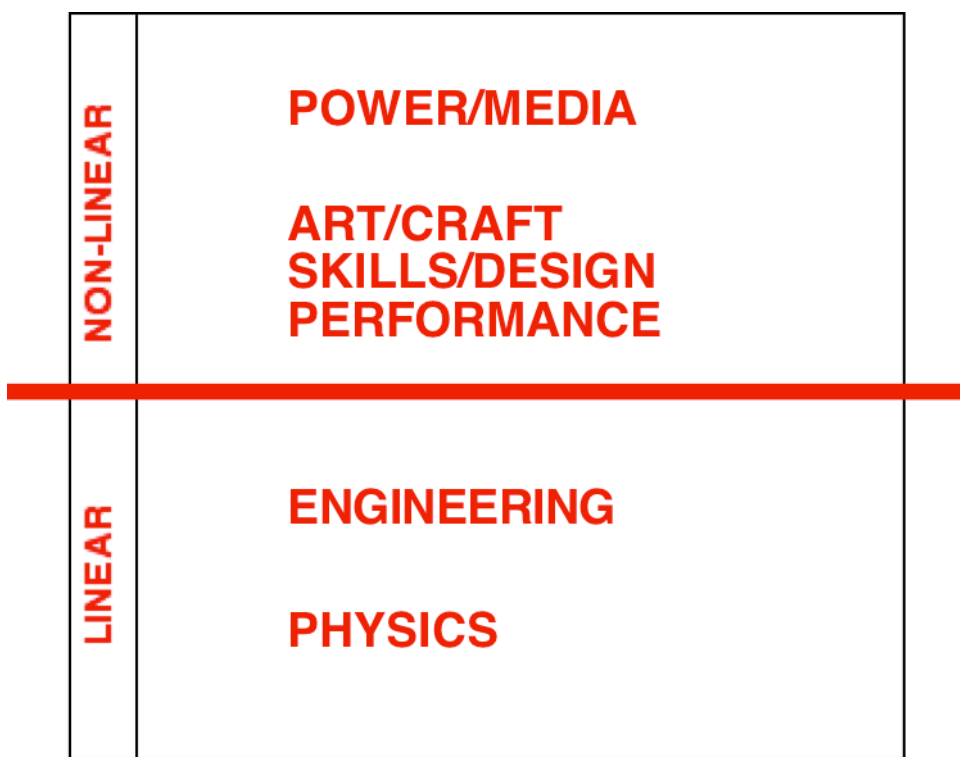 NON-LINEAR
POWER/MEDIA
ART/CRAFT
SKILLS/DESIGN
PERFORMANCE
LINEAR
ENGINEERING
PHYSICS